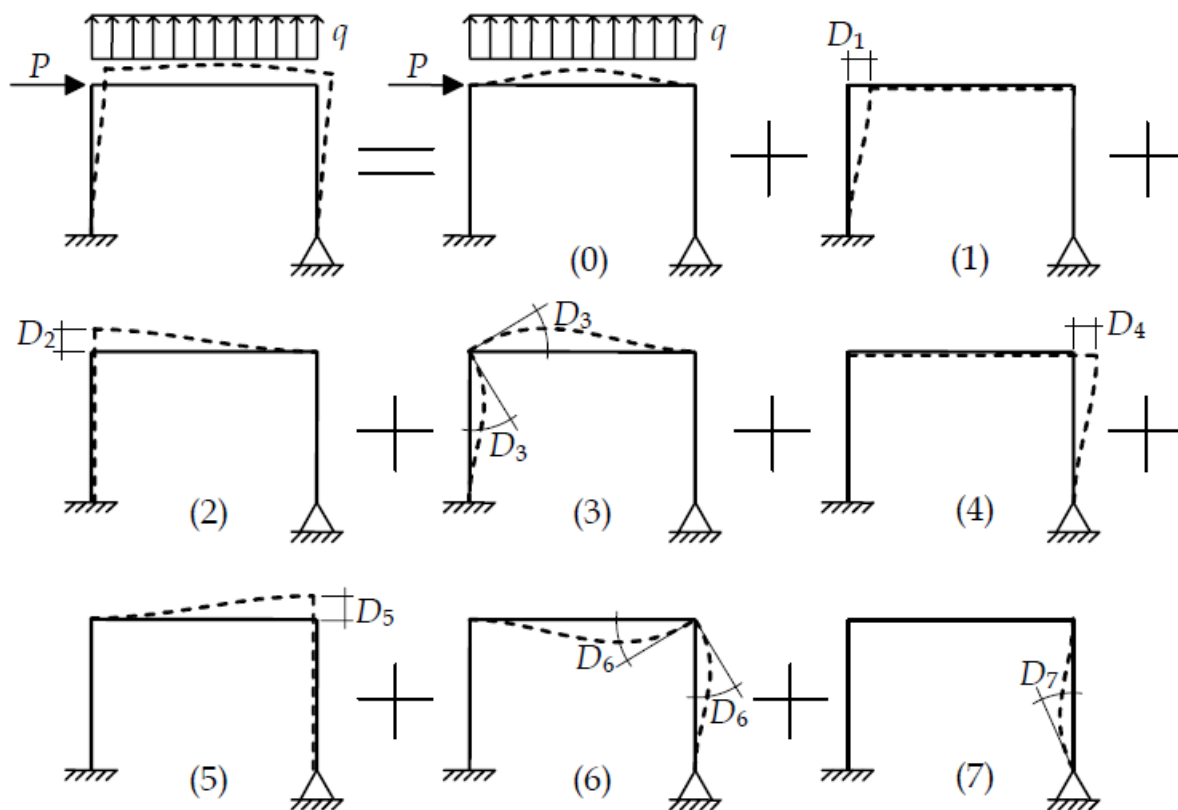 q q
P P D₁
(0) (1)
D₂ D₃ D₄
D₃
(2) (3) (4)
D₅ D₆ D₆ D₇
(5) (6) (7)